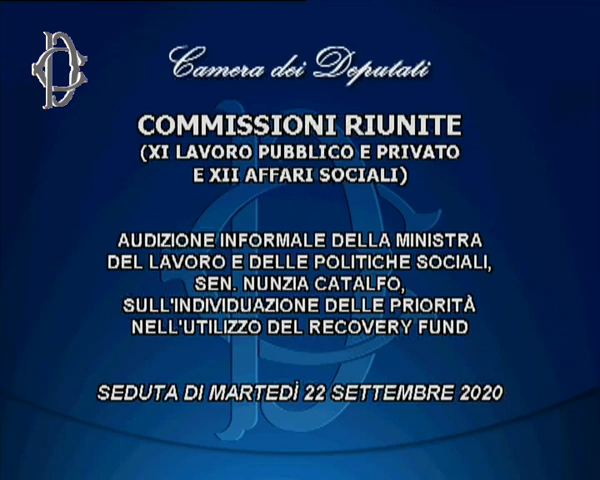 Camera dei Deputati
COMMISSIONI RIUNITE
(XI LAVORO PUBBLICO E PRIVATO
E XII AFFARI SOCIALI)
AUDIZIONE INFORMALE DELLA MINISTRA
DEL LAVORO E DELLE POLITICHE SOCIALI,
SEN. NUNZIA CATALFO,
SULL'INDIVIDUAZIONE DELLE PRIORITÀ
NELL'UTILIZZO DEL RECOVERY FUND
SEDUTA DI MARTEDÌ 22 SETTEMBRE 2020